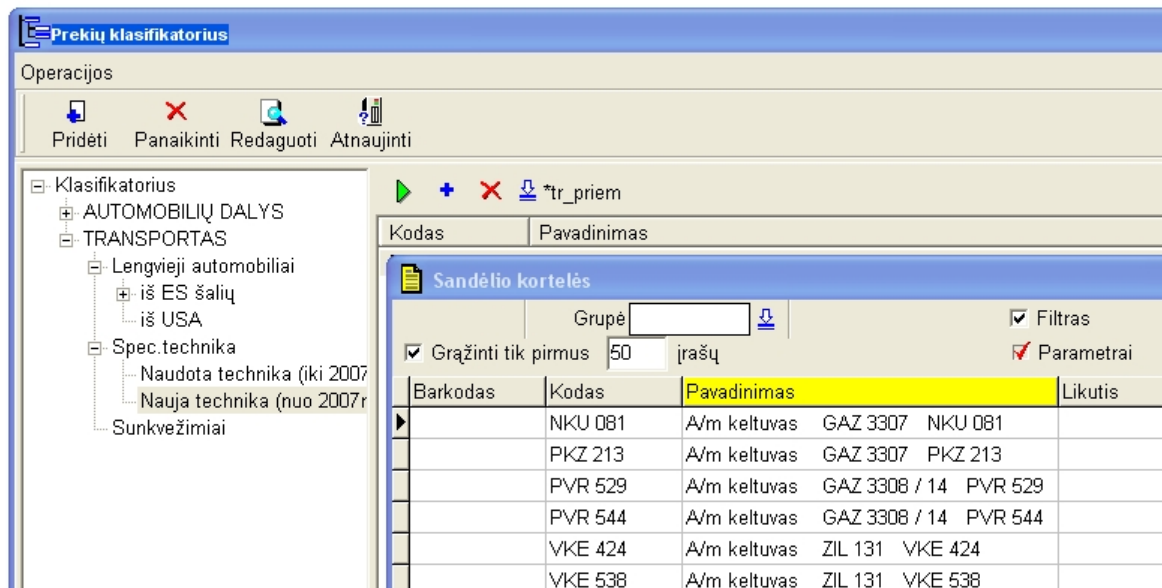 Prekių klasifikatorius
Operacijos
Pridėti Panaikinti Redaguoti Atnaujinti
Klasifikatorius
AUTOMOBILIŲ DALYS
TRANSPORTAS
Lengvieji automobiliai
iš ES šalių
iš USA
Spec.technika
Naudota technika (iki 2007
Nauja technika (nuo 2007r
Sunkvežimiai
*tr_priem
Kodas Pavadinimas
Sandėlio kortelės
Grupė Filtras
Grąžinti tik pirmus 50 įrašų Parametrai
Barkodas Kodas Pavadinimas Likutis
NKU 081 A/m keltuvas GAZ 3307 NKU 081
PKZ 213 A/m keltuvas GAZ 3307 PKZ 213
PVR 529 A/m keltuvas GAZ 3308 / 14 PVR 529
PVR 544 A/m keltuvas GAZ 3308 / 14 PVR 544
VKE 424 A/m keltuvas ZIL 131 VKE 424
VKE 538 A/m keltuvas ZIL 131 VKE 538